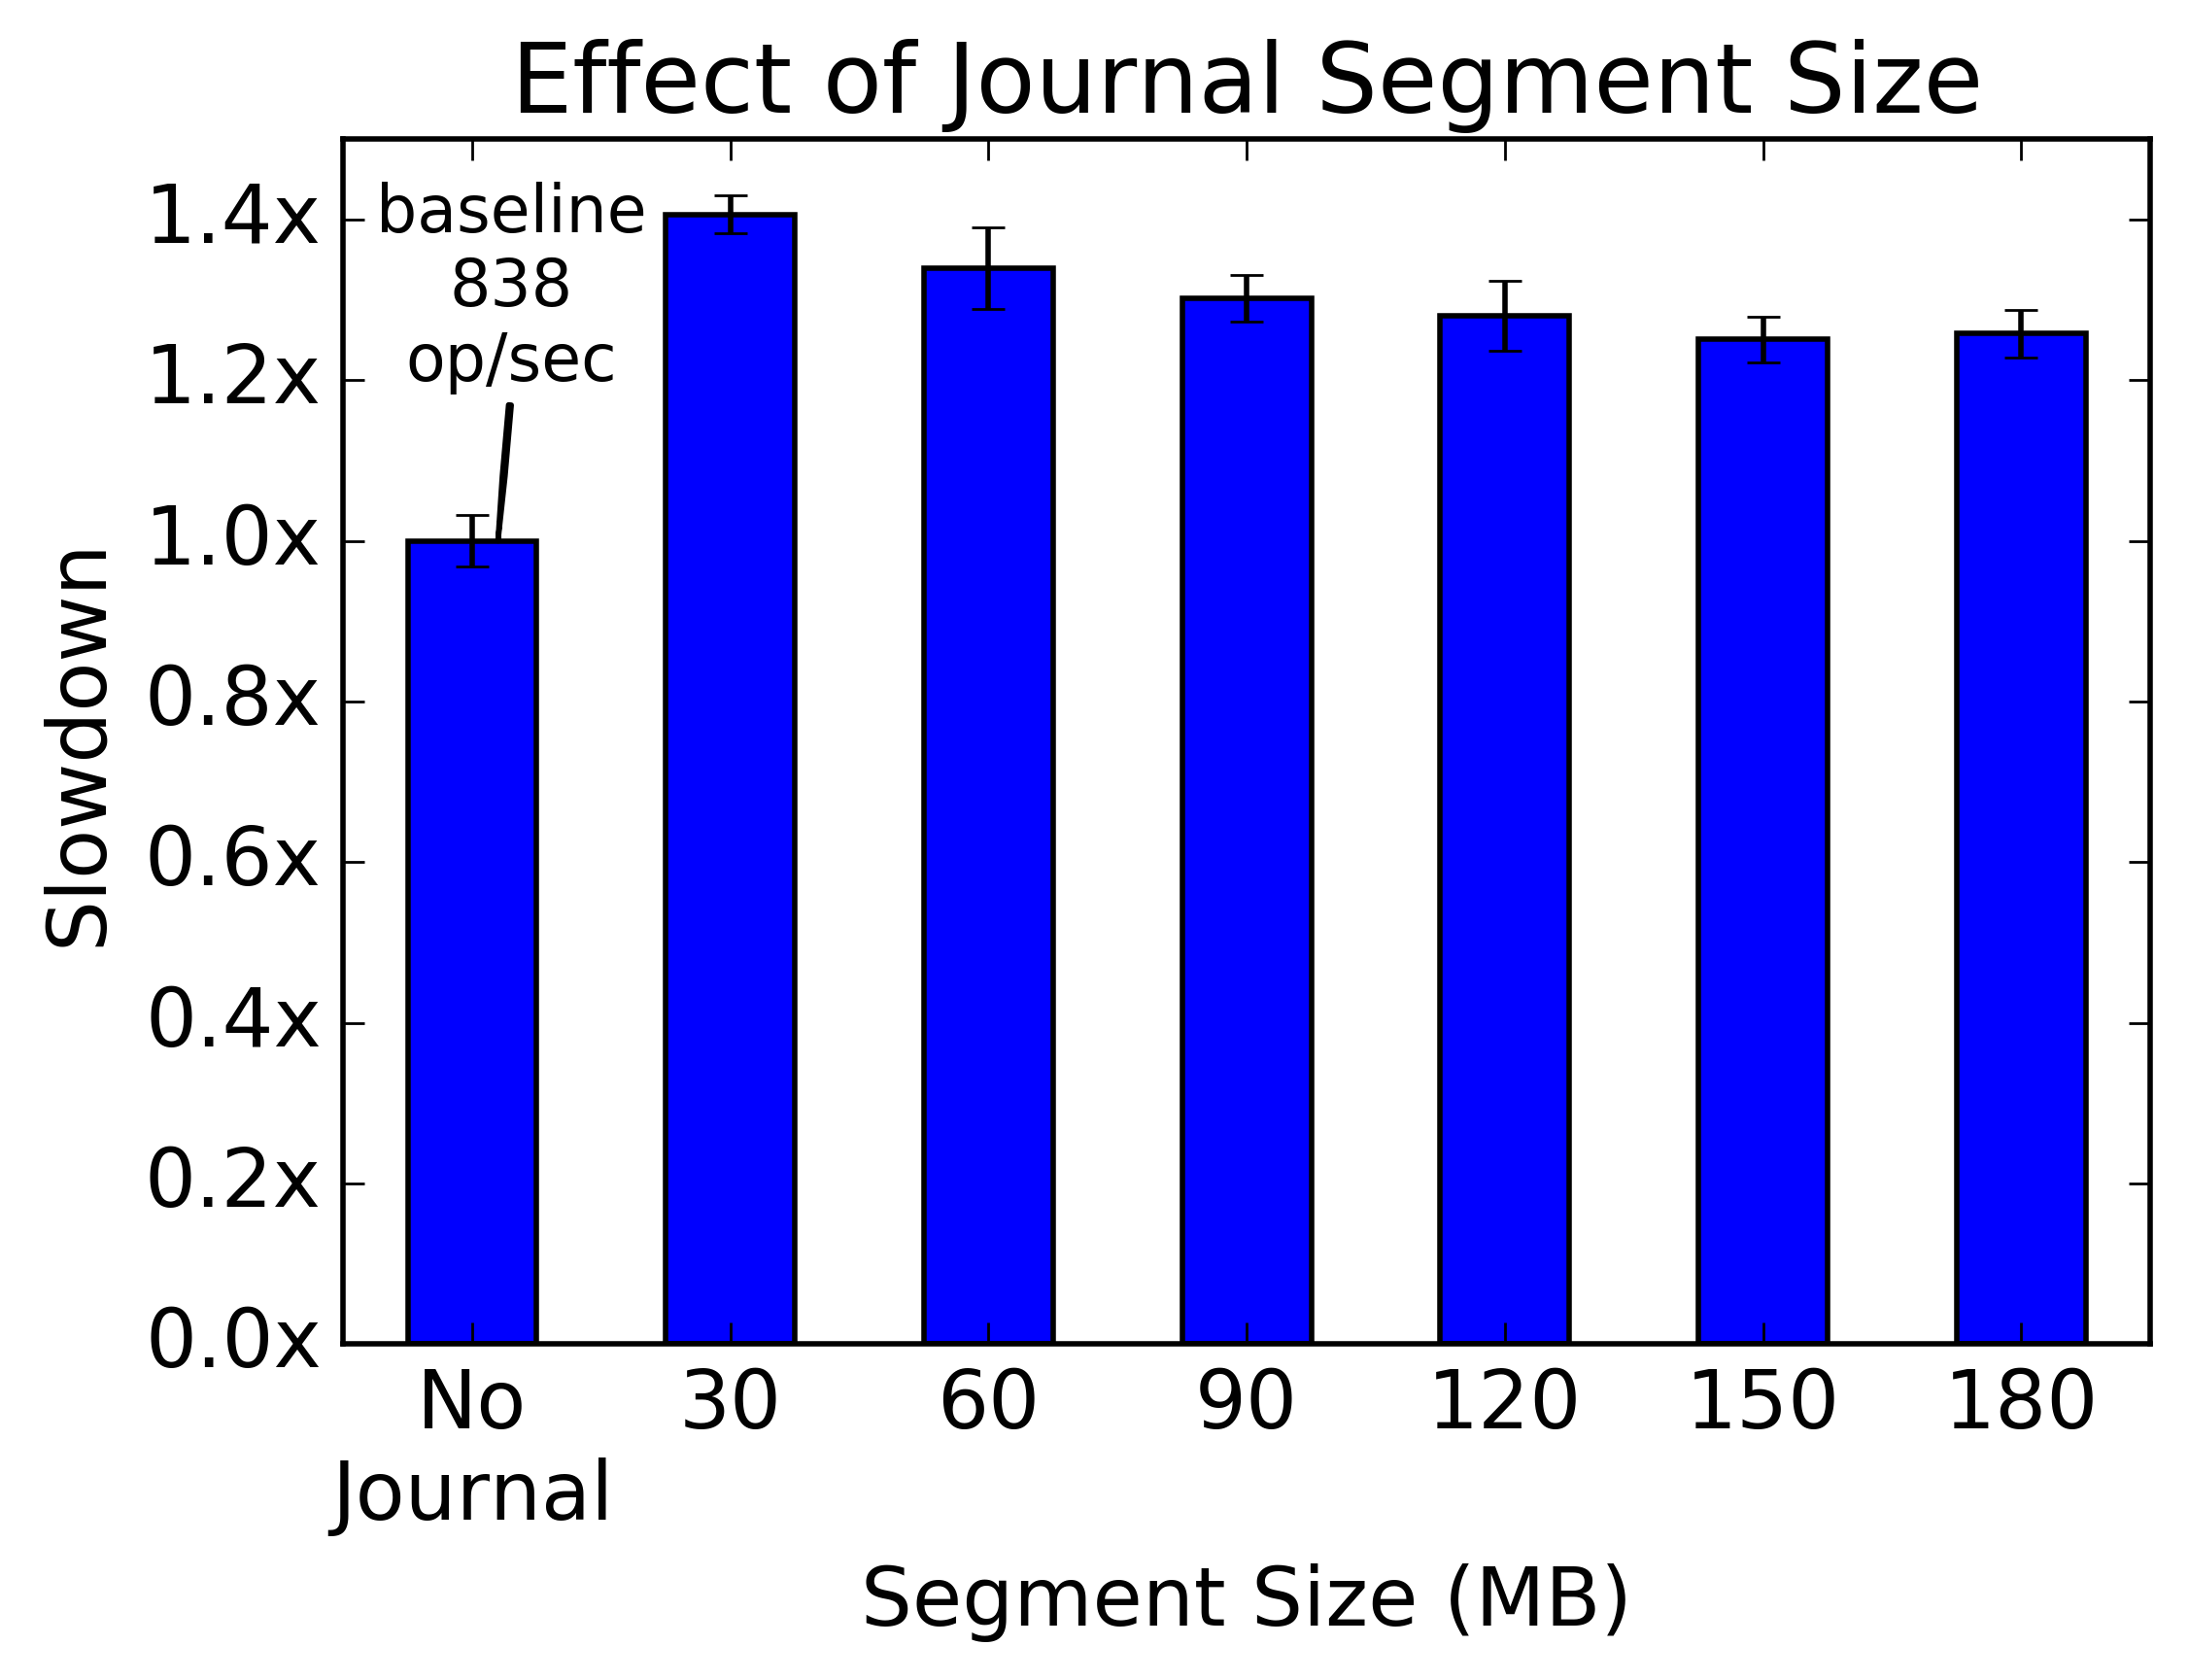 Effect of Journal Segment Size
baseline
838
op/sec
Slowdown
1.4x
1.2x
1.0x
0.8x
0.6x
0.4x
0.2x
0.0x
No 30 60 90 120 150 180
Journal
Segment Size (MB)